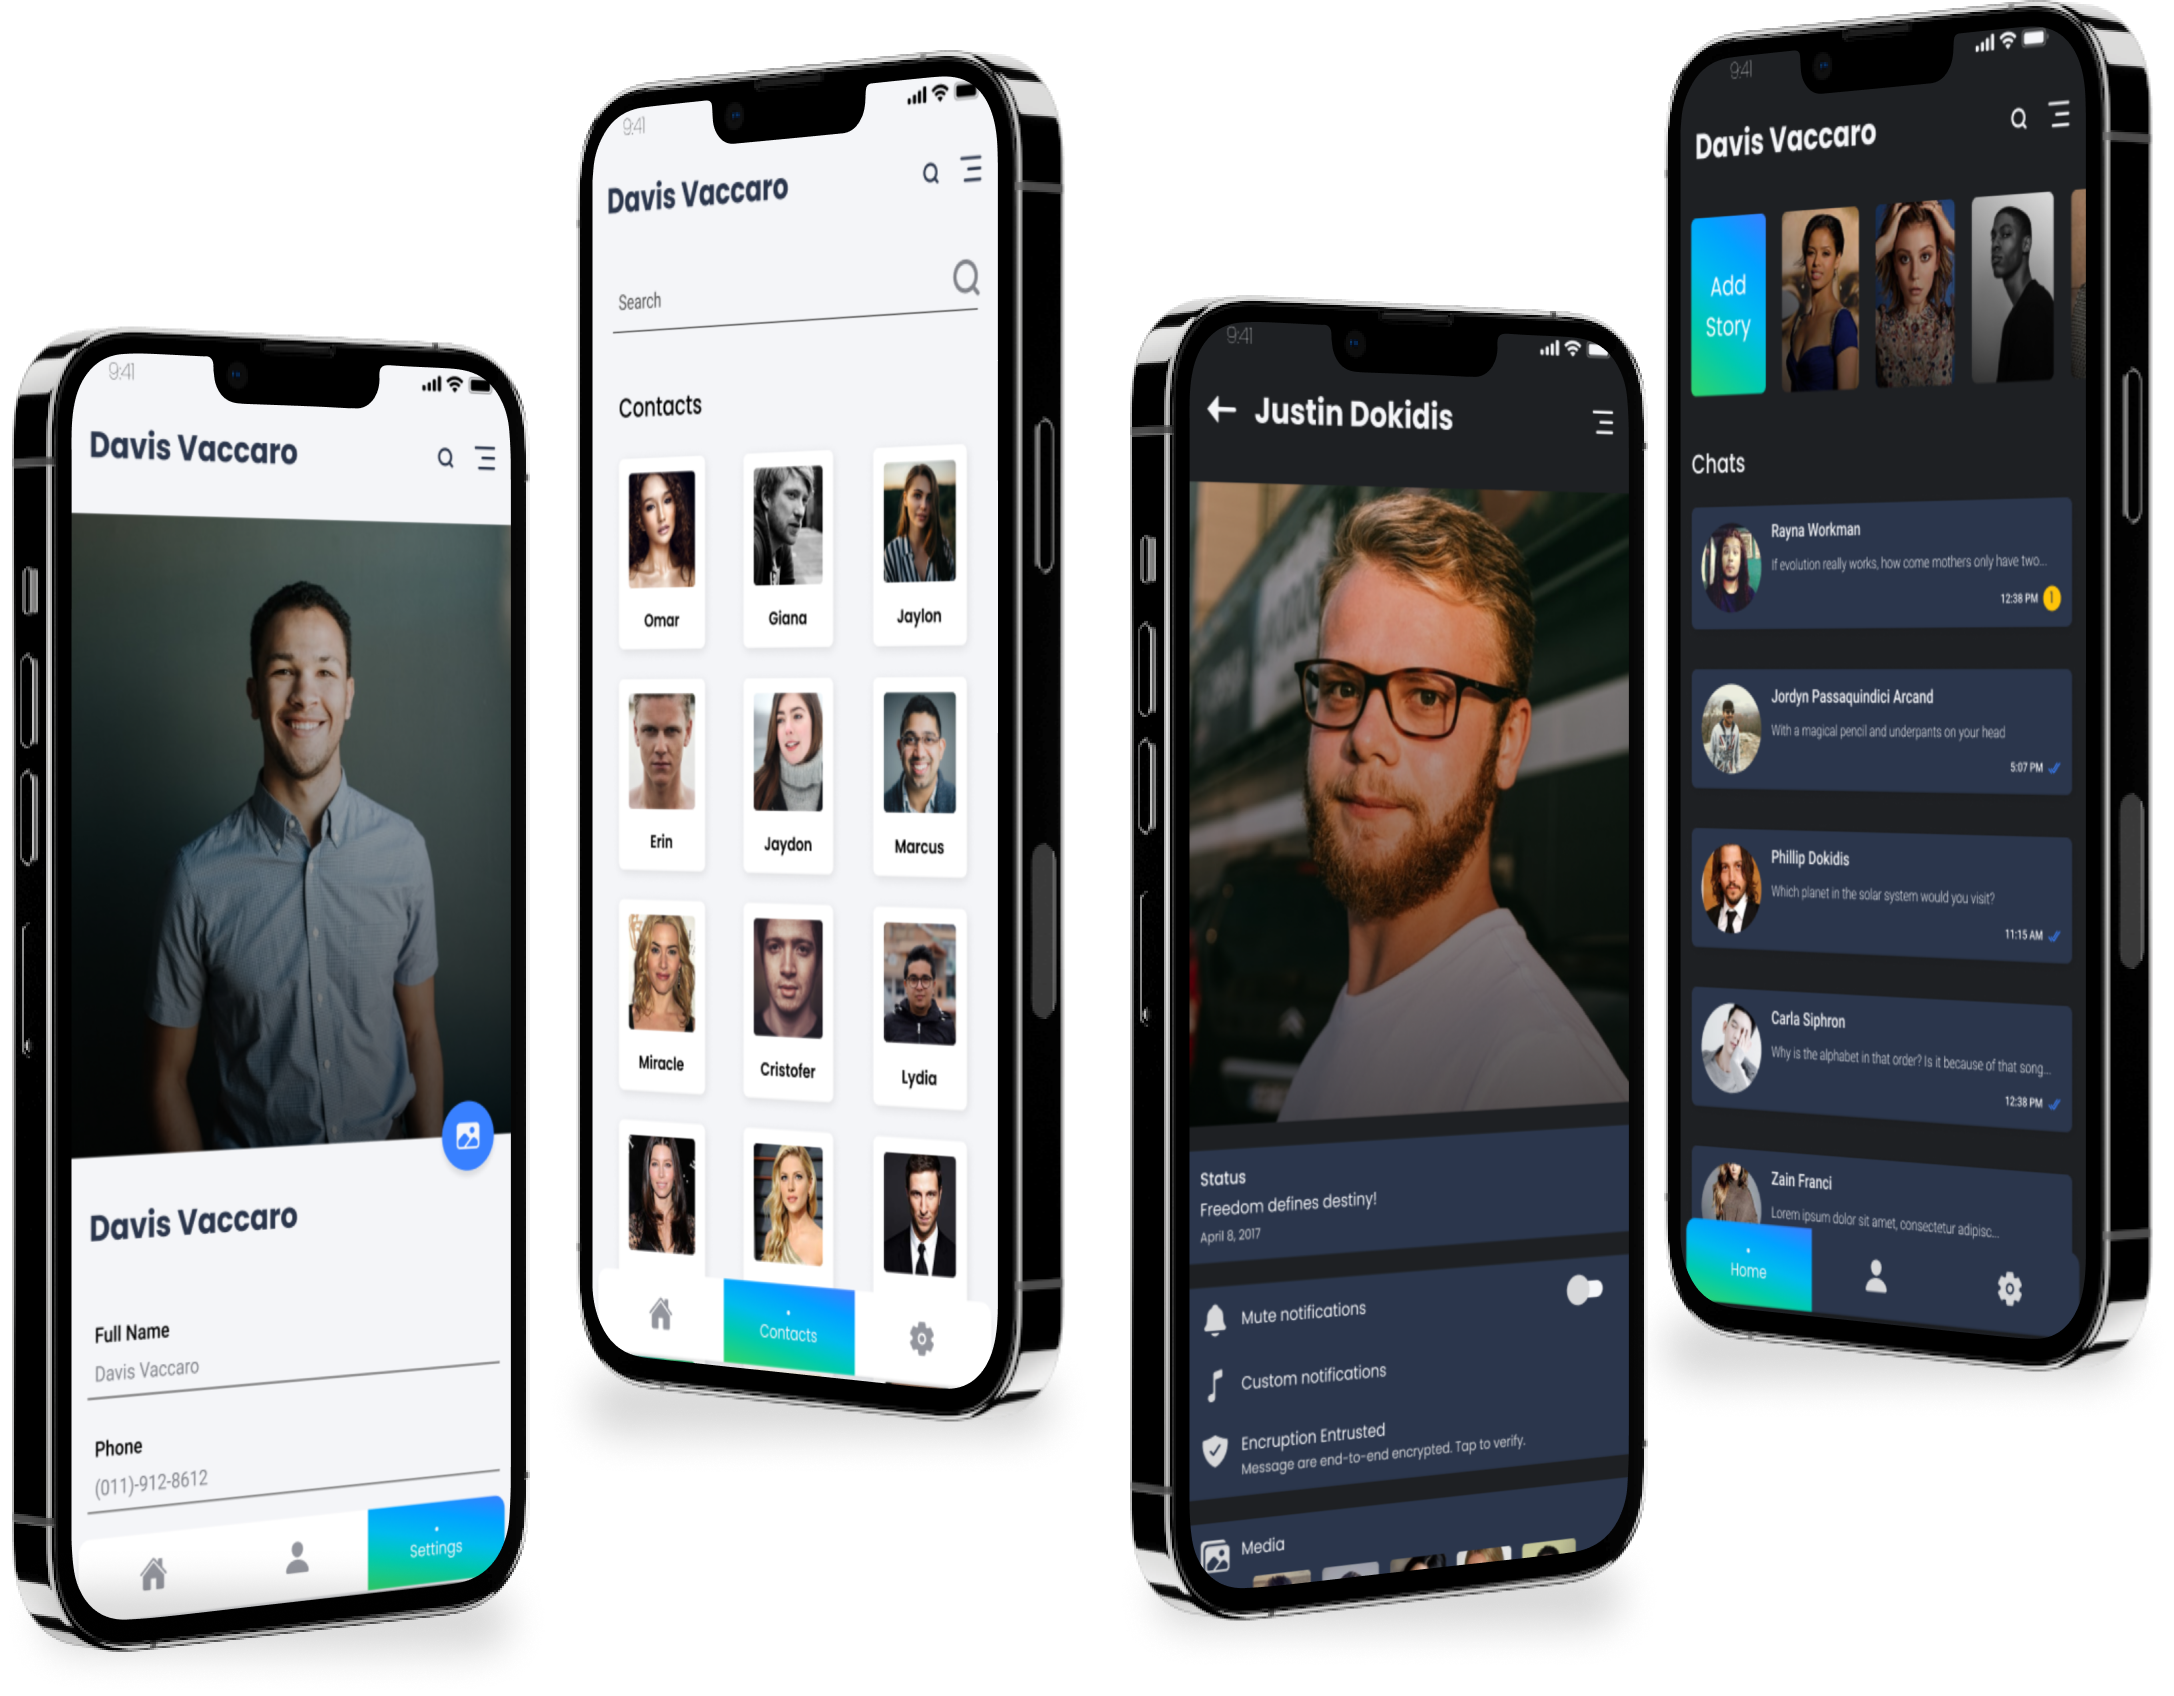 9:41
Davis Vaccaro
Davis Vaccaro
Full Name
Davis Vaccaro
Phone
(011)-912-8612
Settings
9:41
Davis Vaccaro
Search
Contacts
Omar
Giana
Jaylon
Erin
Jaydon
Marcus
Miracle
Cristofer
Lydia
Contacts
9:41
Justin Dokidis
Status
Freedom defines destiny!
April 8, 2017
Mute notifications
Custom notifications
Encruption Entrusted
Message are end-to-end encrypted. Tap to verify.
Media
9:41
Davis Vaccaro
Add
Story
Chats
Rayna Workman
If evolution really works, how come mothers only have two...
12:38 PM 1
Jordyn Passaquindici Arcand
With a magical pencil and underpants on your head
5:07 PM
Phillip Dokidis
Which planet in the solar system would you visit?
11:15 AM
Carla Siphron
Why is the alphabet in that order? Is it because of that song...
12:38 PM
Zain Franci
Lorem ipsum dolor sit amet, consectetur adipisc...
Home